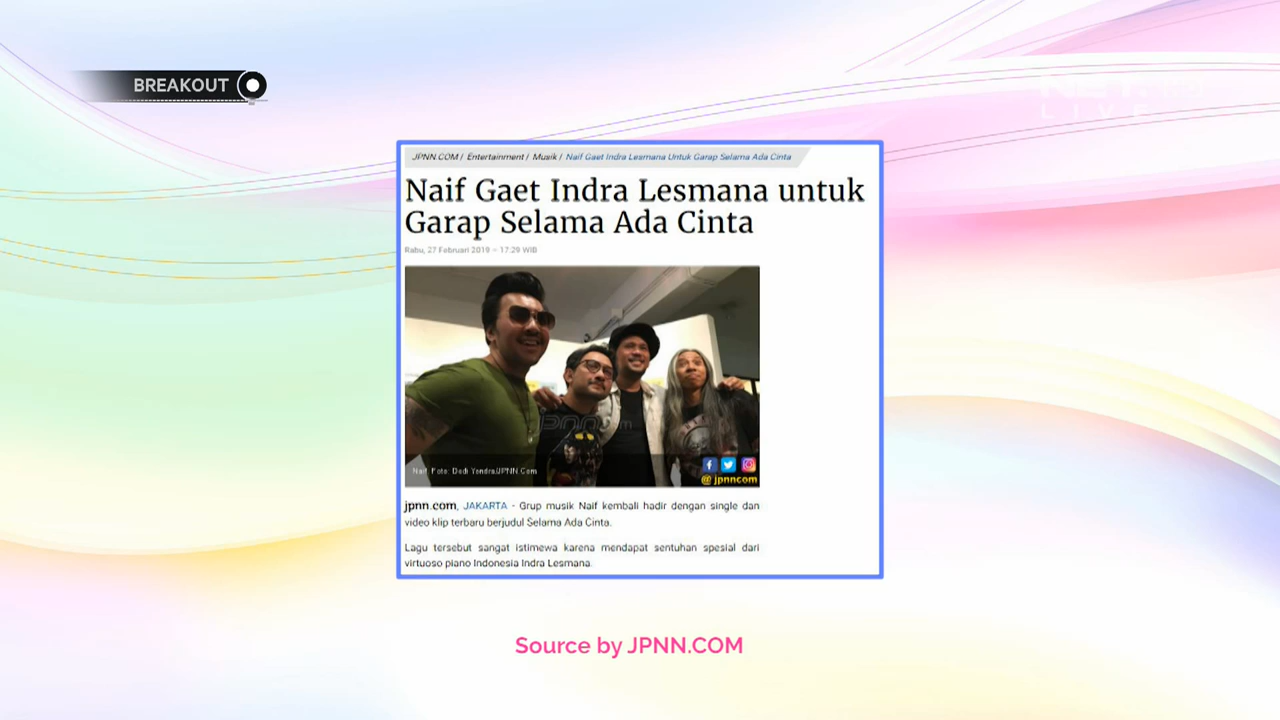 BREAKOUT
LIVE
JPNN.COM / Entertainment / Musik / Naif Gaet Indra Lesmana Untuk Garap Selama Ada Cinta
Naif Gaet Indra Lesmana untuk
Garap Selama Ada Cinta
Rabu, 27 Februari 2019 – 17:29 WIB
JPNN.com
Naif. Foto: Dedi Yondra/JPNN.Com
@ jpnncom
jpnn.com, JAKARTA - Grup musik Naif kembali hadir dengan single dan
video klip terbaru berjudul Selama Ada Cinta.
Lagu tersebut sangat istimewa karena mendapat sentuhan spesial dari
virtuoso piano Indonesia Indra Lesmana.
Source by JPNN.COM